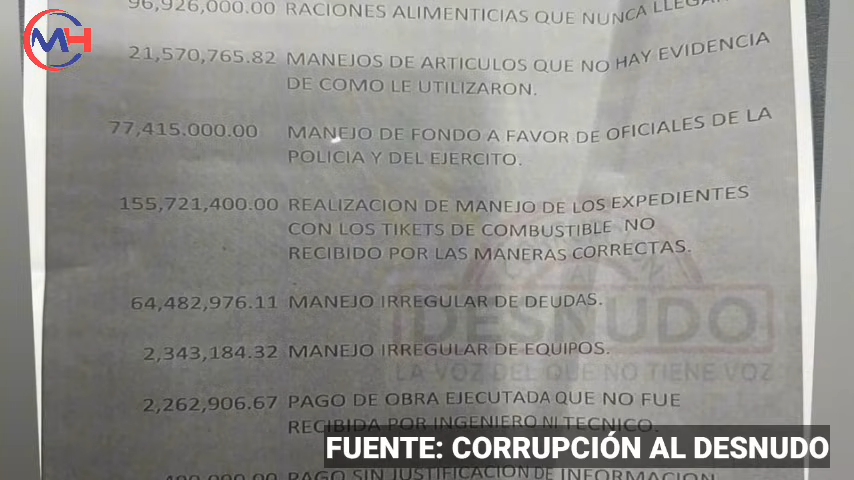 MH
96,926,000.00 RACIONES ALIMENTICIAS QUE NUNCA
21,570,765.82 MANEJOS DE ARTICULOS QUE NO HAY EVIDENCIA
DE COMO LE UTILIZARON.
77,415.000.00 MANEJO DE FONDO A FAVOR DE OFICIALES DE LA
POLICIA Y DEL EJERCITO.
155,721,400.00 REALIZACION DE MANEJO DE LOS EXPEDIENTES
CON LOS TIKETS DE COMBUSTIBLE NO
RECIBIDO POR LAS MANERAS CORRECTAS.
64,482,976.11 MANEJO IRREGULAR DE DEUDAS.
DESNUDO
2,343,184.32 MANEJO IRREGULAR DE EQUIPOS.
LA VOZ DEL QUE NO TIENE VOZ
2,262,906.67 PAGO DE OBRA EJECUTADA QUE NO FUE
RECIBIDA POR INGENIERO NI TECNICO.
FUENTE: CORRUPCIÓN AL DESNUDO
PAGO SIN JUSTIFICACION DE INFORMACION